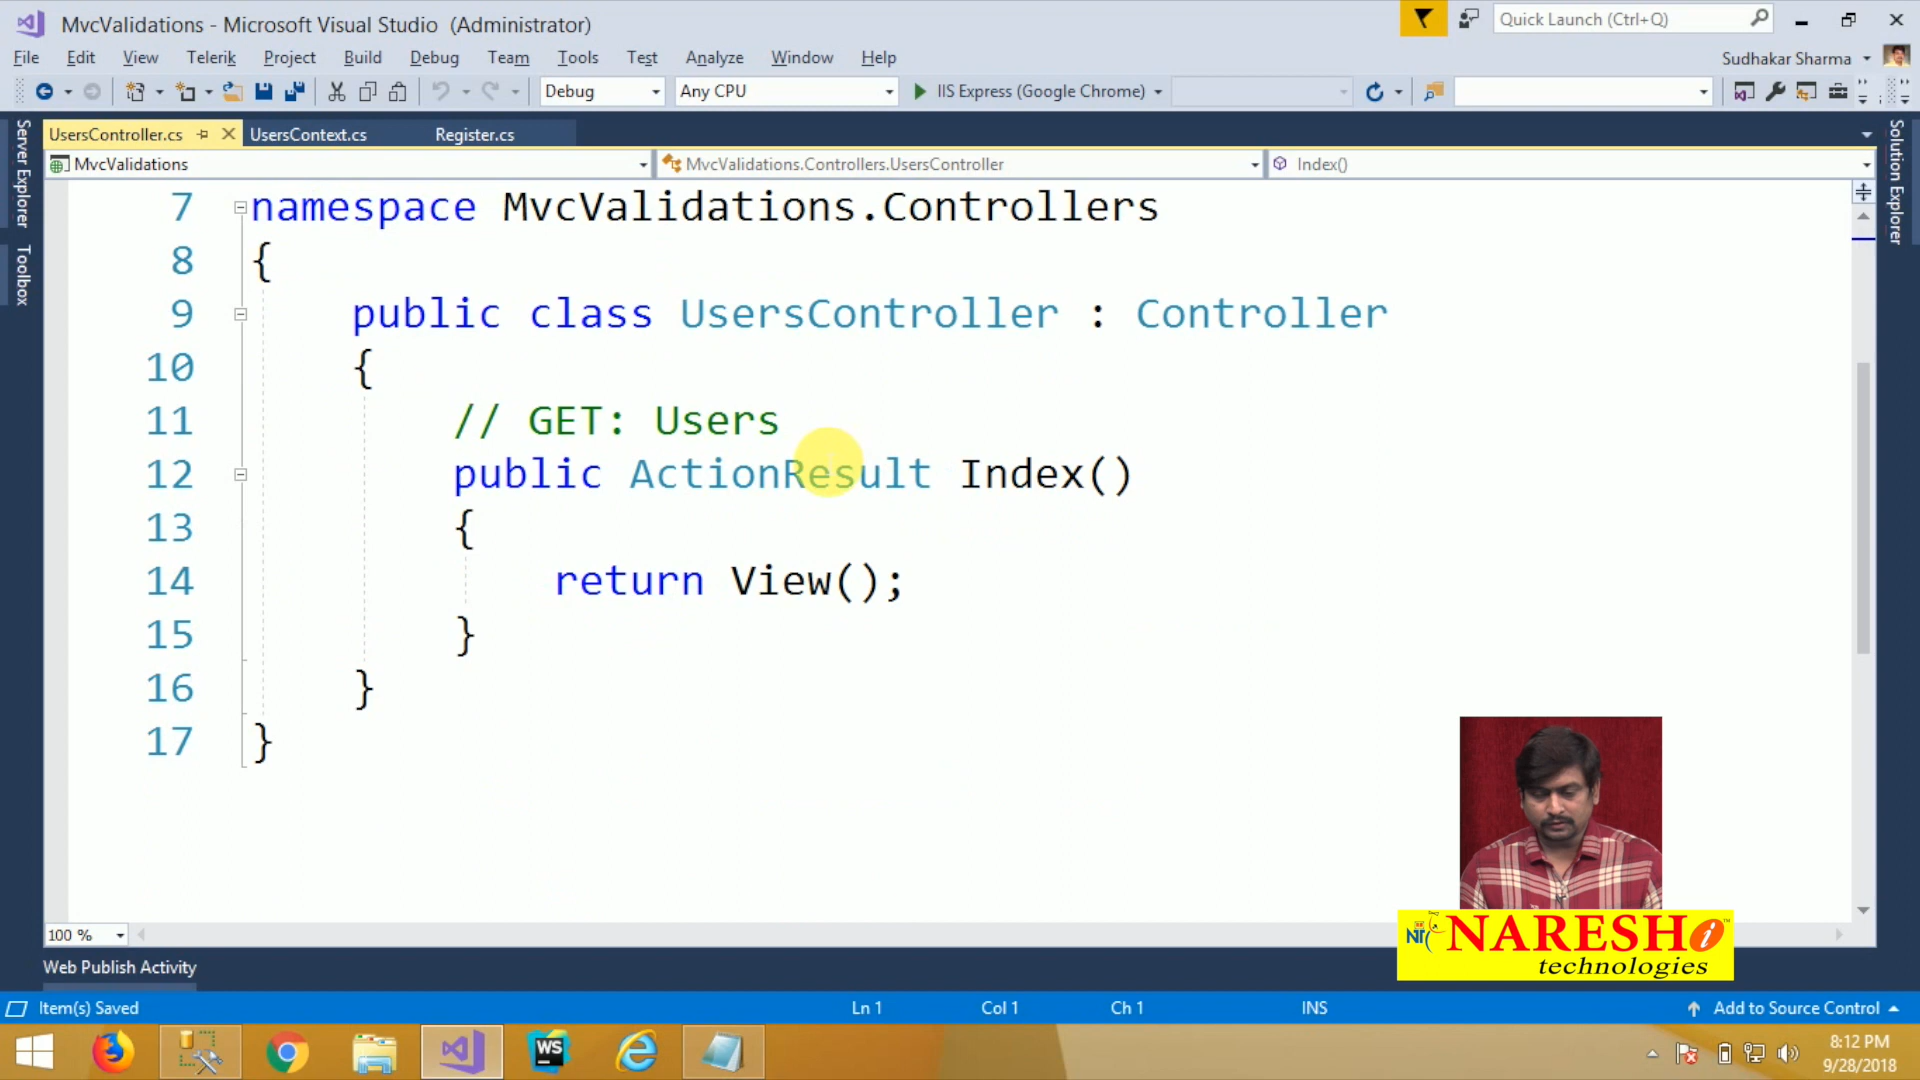 MvcValidations - Microsoft Visual Studio (Administrator)
Quick Launch (Ctrl+Q)
File Edit View Telerik Project Build Debug Team Tools Test Analyze Window Help
Sudhakar Sharma
Debug Any CPU IIS Express (Google Chrome)
UsersController.cs UsersContext.cs Register.cs
MvcValidations MvcValidations.Controllers.UsersController Index()
Server Explorer
Toolbox
Solution Explorer
7 namespace MvcValidations.Controllers
8 {
9 public class UsersController : Controller
10 {
11 // GET: Users
12 public ActionResult Index()
13 {
14 return View();
15 }
16 }
17 }
100 %
NARESH i
technologies
Web Publish Activity
Item(s) Saved Ln 1 Col 1 Ch 1 INS Add to Source Control
WS
8:12 PM
9/28/2018